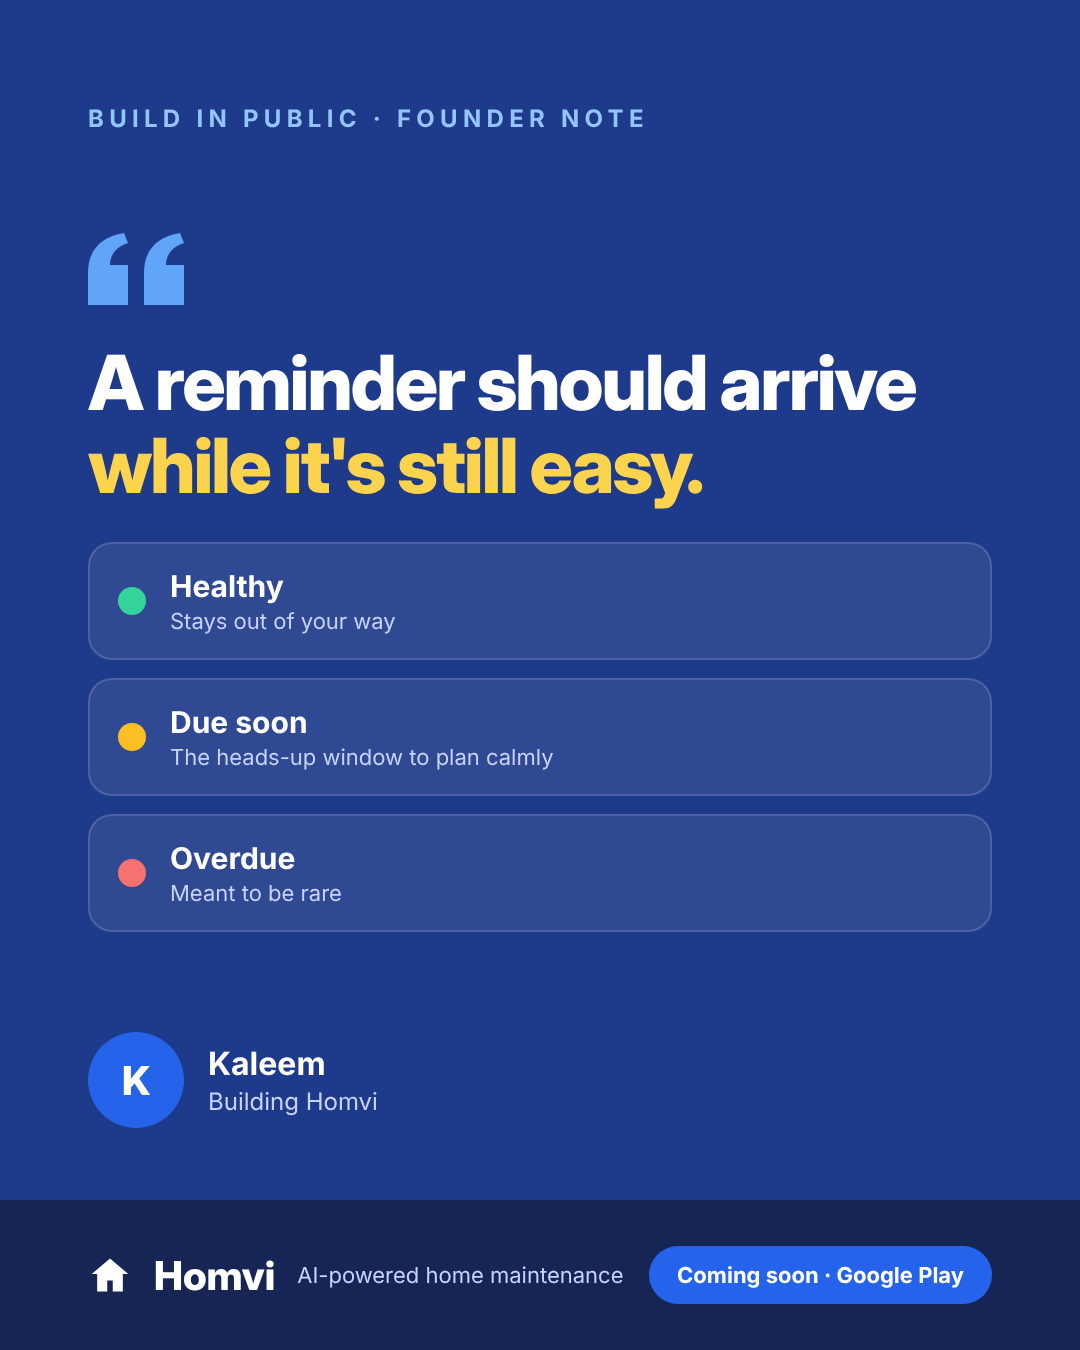 BUILD IN PUBLIC · FOUNDER NOTE
A reminder should arrive
while it's still easy.
Healthy
Stays out of your way
Due soon
The heads-up window to plan calmly
Overdue
Meant to be rare
K
Kaleem
Building Homvi
Homvi AI-powered home maintenance Coming soon · Google Play